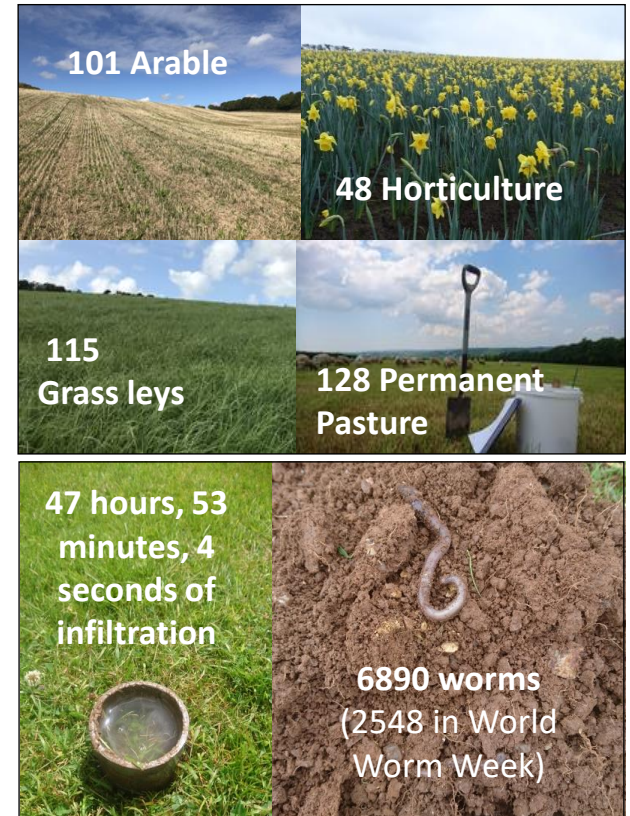 101 Arable
48 Horticulture
115
Grass leys
128 Permanent
Pasture
47 hours, 53
minutes, 4
seconds of
infiltration
6890 worms
(2548 in World
Worm Week)